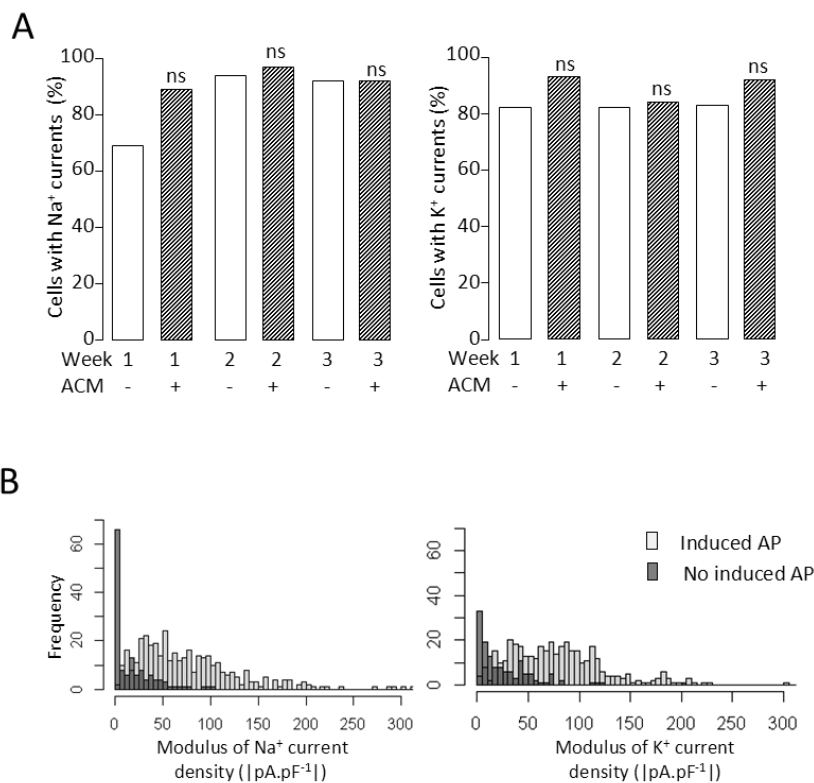 A
Cells with Na⁺ currents (%)
100
80
60
40
20
0
ns
ns
ns
Week 1 1 2 2 3 3
ACM - + - + - +
Cells with K⁺ currents (%)
100
80
60
40
20
0
ns
ns
ns
Week 1 1 2 2 3 3
ACM - + - + - +
B
Frequency
60
40
20
0
0 50 100 150 200 250 300
Modulus of Na⁺ current
density (|pA.pF⁻¹|)
60
40
20
0
Induced AP
No induced AP
0 50 100 150 200 250 300
Modulus of K⁺ current
density (|pA.pF⁻¹|)